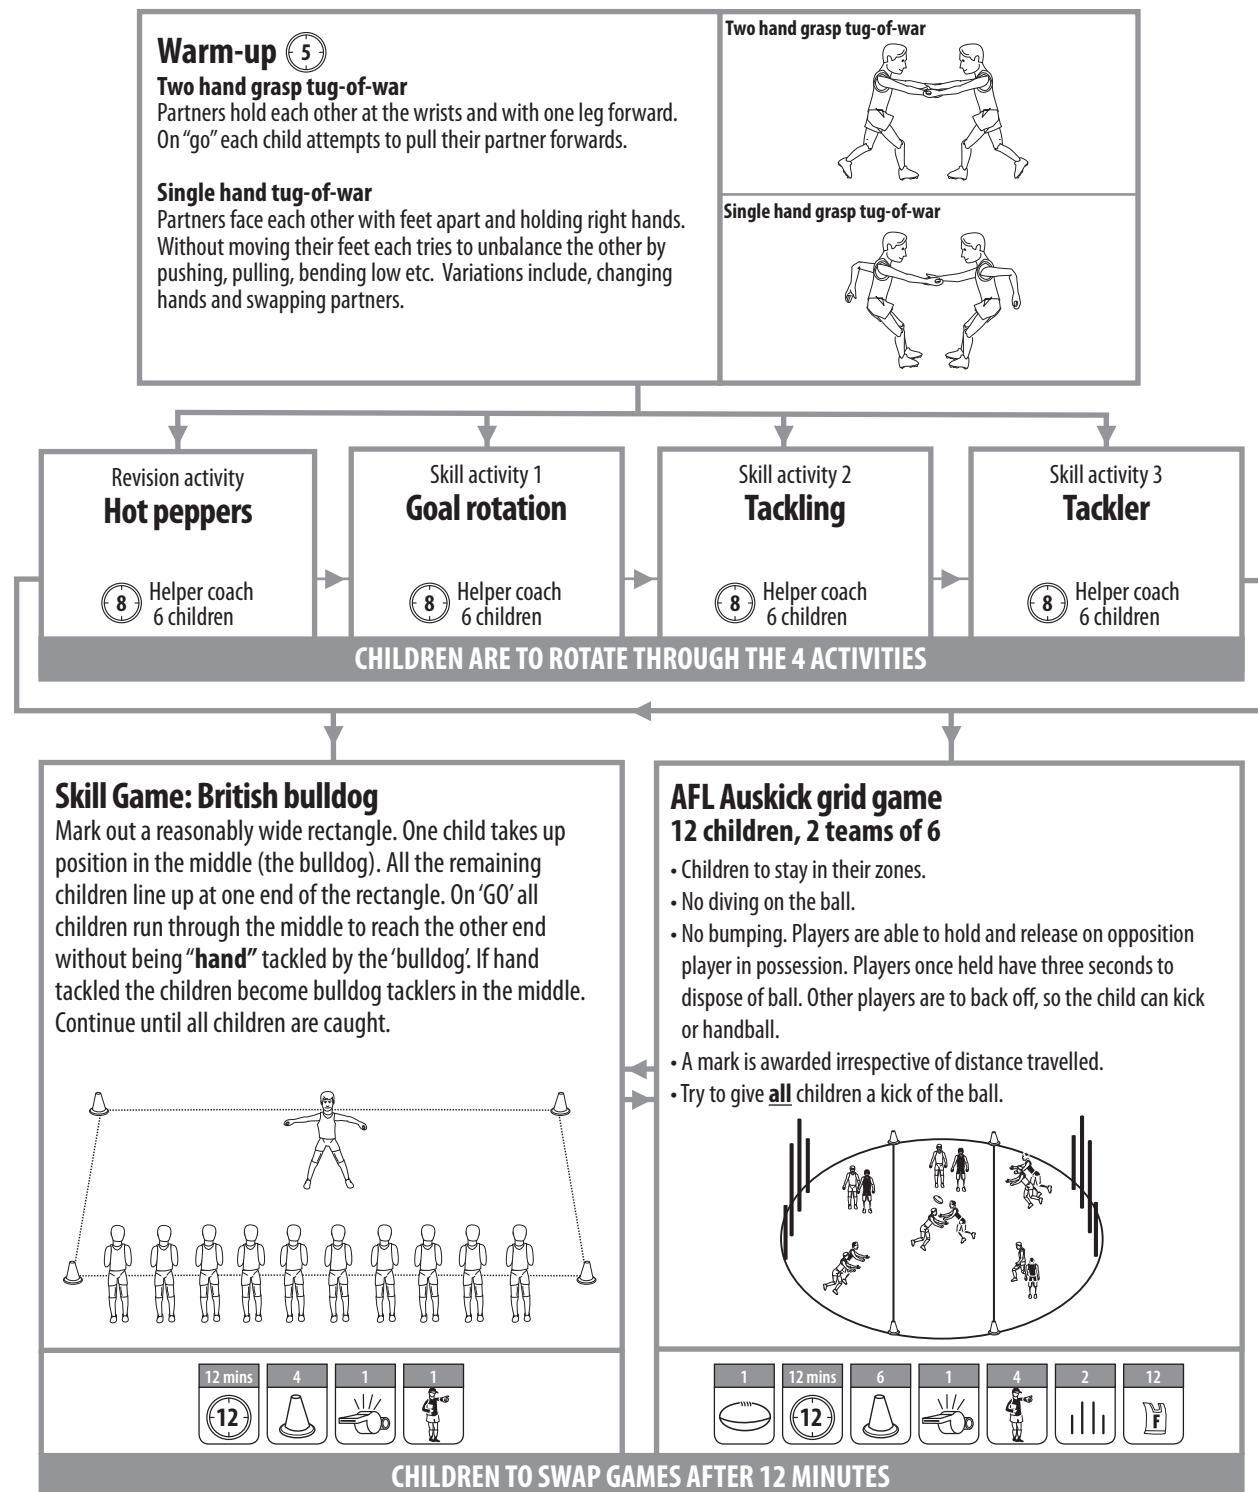 Warm-up 5
Two hand grasp tug-of-war
Partners hold each other at the wrists and with one leg forward.
On “go” each child attempts to pull their partner forwards.
Single hand tug-of-war
Partners face each other with feet apart and holding right hands.
Without moving their feet each tries to unbalance the other by
pushing, pulling, bending low etc. Variations include, changing
hands and swapping partners.
Two hand grasp tug-of-war
Single hand grasp tug-of-war
Revision activity
Hot peppers
8 Helper coach
6 children
Skill activity 1
Goal rotation
8 Helper coach
6 children
Skill activity 2
Tackling
8 Helper coach
6 children
Skill activity 3
Tackler
8 Helper coach
6 children
CHILDREN ARE TO ROTATE THROUGH THE 4 ACTIVITIES
Skill Game: British bulldog
Mark out a reasonably wide rectangle. One child takes up
position in the middle (the bulldog). All the remaining
children line up at one end of the rectangle. On ‘GO’ all
children run through the middle to reach the other end
without being “hand” tackled by the ‘bulldog’. If hand
tackled the children become bulldog tacklers in the middle.
Continue until all children are caught.
12 mins 4 1 1
12
AFL Auskick grid game
12 children, 2 teams of 6
• Children to stay in their zones.
• No diving on the ball.
• No bumping. Players are able to hold and release on opposition
player in possession. Players once held have three seconds to
dispose of ball. Other players are to back off, so the child can kick
or handball.
• A mark is awarded irrespective of distance travelled.
• Try to give all children a kick of the ball.
1 12 mins 6 1 4 2 12
12 F
CHILDREN TO SWAP GAMES AFTER 12 MINUTES